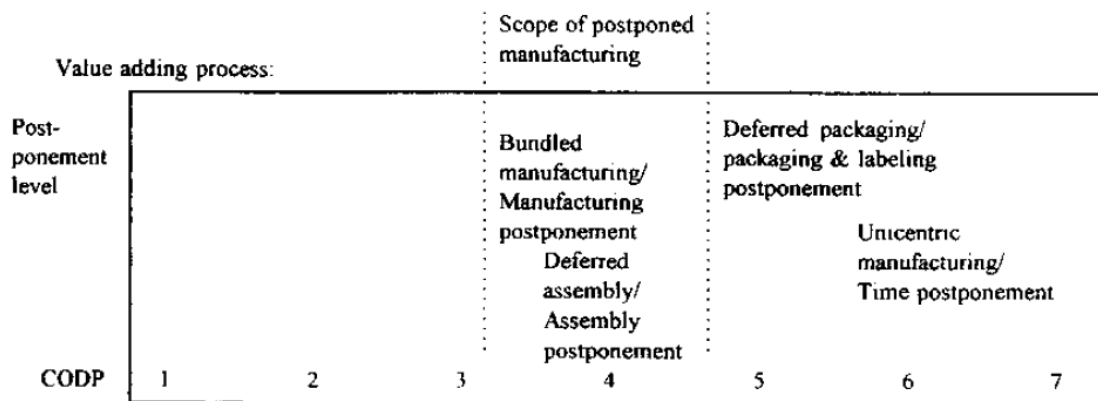 Scope of postponed
manufacturing
Value adding process:
Post-
ponement
level
Bundled
manufacturing/
Manufacturing
postponement
Deferred
assembly/
Assembly
postponement
Deferred packaging/
packaging & labeling
postponement
Unicentric
manufacturing/
Time postponement
CODP 1 2 3 4 5 6 7